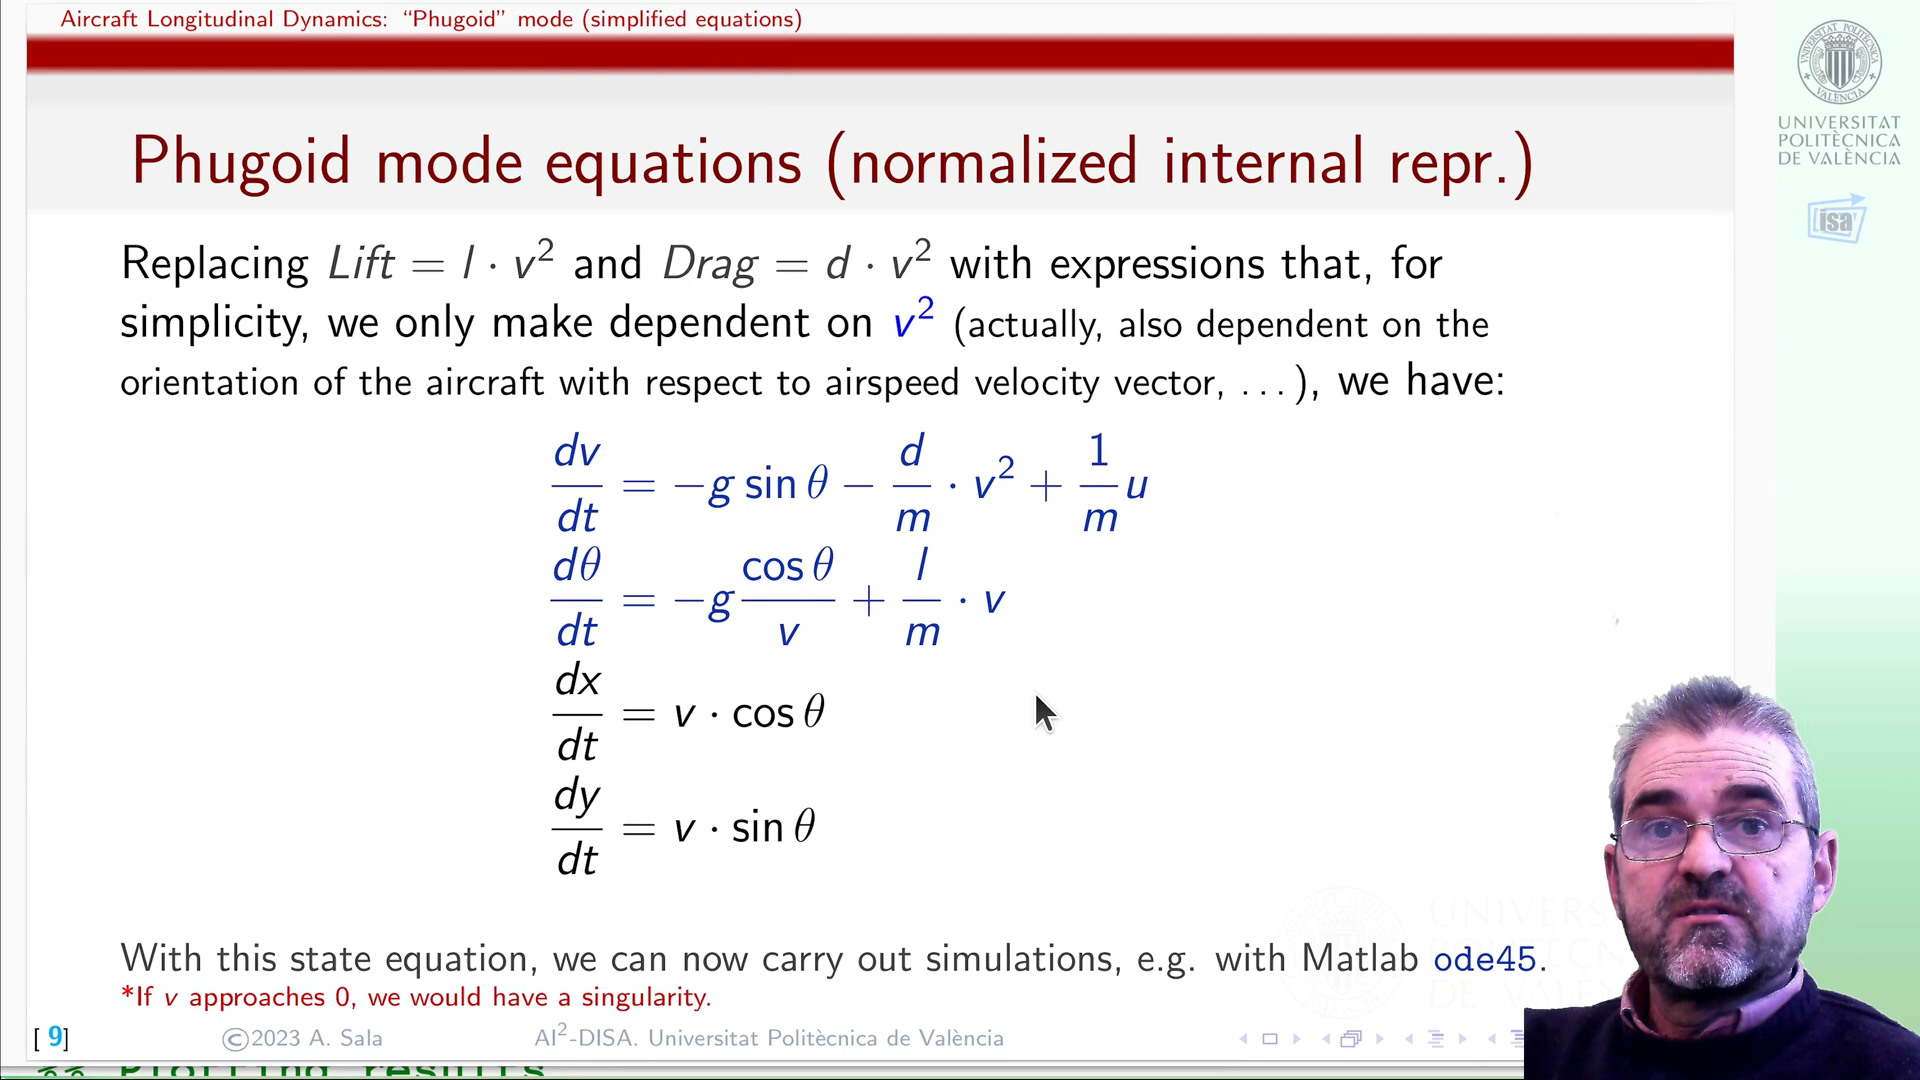 Aircraft Longitudinal Dynamics: “Phugoid” mode (simplified equations)
UNIVERSITAT
POLITÈCNICA
DE VALÈNCIA
isa
Phugoid mode equations (normalized internal repr.)
Replacing Lift = l · v² and Drag = d · v² with expressions that, for
simplicity, we only make dependent on v² (actually, also dependent on the
orientation of the aircraft with respect to airspeed velocity vector, ...), we have:
dv/dt = −g sin θ − d/m · v² + 1/m u
dθ/dt = −g cos θ/v + l/m · v
dx/dt = v · cos θ
dy/dt = v · sin θ
With this state equation, we can now carry out simulations, e.g. with Matlab ode45.
*If v approaches 0, we would have a singularity.
[ 9]
©2023 A. Sala
AI²-DISA. Universitat Politècnica de València
%% Plotting results